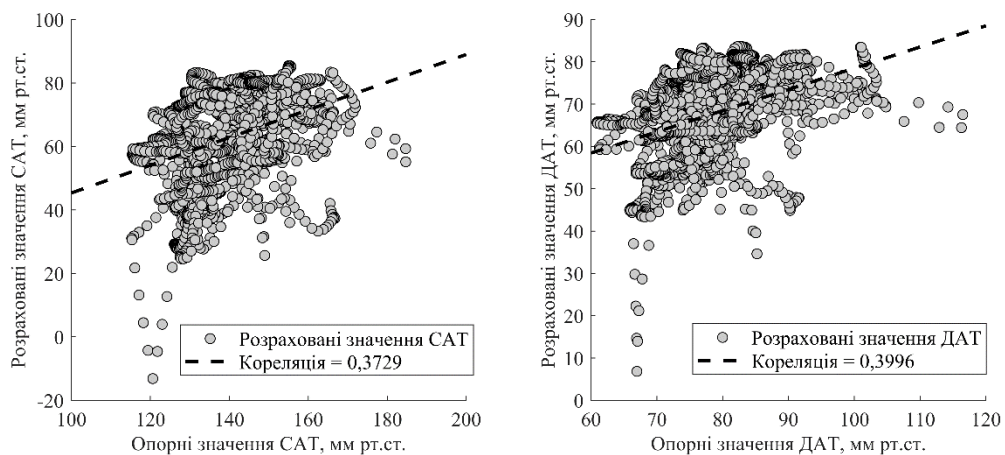 100
80
60
40
20
0
-20
100 120 140 160 180 200
Розраховані значення САТ, мм рт.ст.
Опорні значення САТ, мм рт.ст.
Розраховані значення САТ
Кореляція = 0,3729
90
80
70
60
50
40
30
20
10
0
60 70 80 90 100 110 120
Розраховані значення ДАТ, мм рт.ст.
Опорні значення ДАТ, мм рт.ст.
Розраховані значення ДАТ
Кореляція = 0,3996